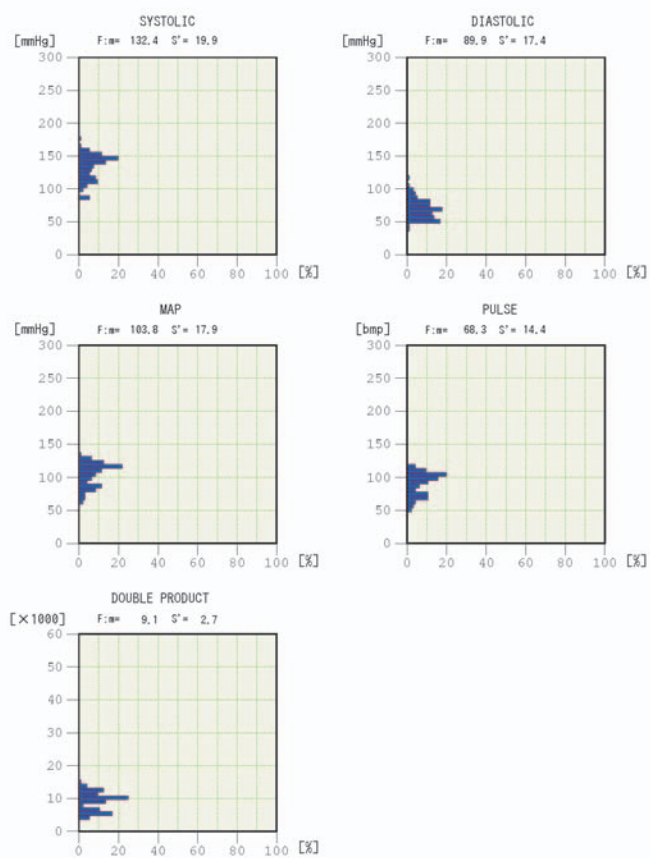 SYSTOLIC
[mmHg] F:m= 132.4 S'= 19.9
300
250
200
150
100
50
0
0 20 40 60 80 100 [%]
DIASTOLIC
[mmHg] F:m= 89.9 S'= 17.4
300
250
200
150
100
50
0
0 20 40 60 80 100 [%]
MAP
[mmHg] F:m= 103.8 S'= 17.9
300
250
200
150
100
50
0
0 20 40 60 80 100 [%]
PULSE
[bmp] F:m= 68.3 S'= 14.4
300
250
200
150
100
50
0
0 20 40 60 80 100 [%]
DOUBLE PRODUCT
[×1000] F:m= 9.1 S'= 2.7
60
50
40
30
20
10
0
0 20 40 60 80 100 [%]